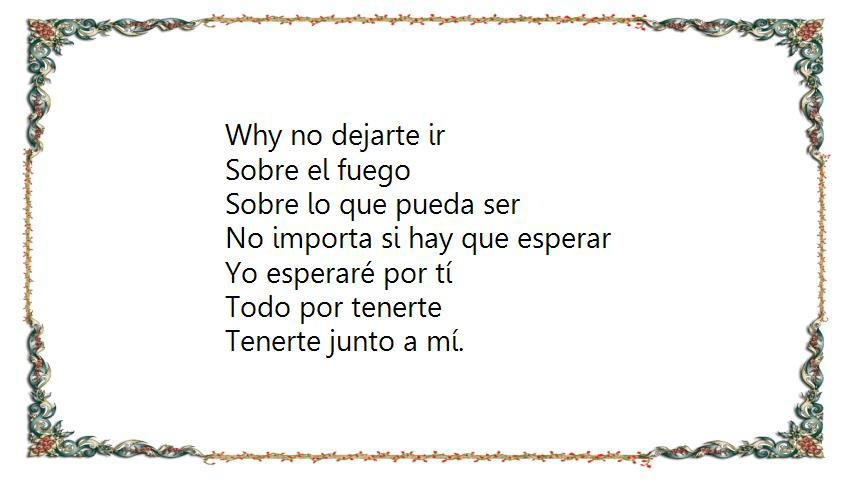 Why no dejarte ir
Sobre el fuego
Sobre lo que pueda ser
No importa si hay que esperar
Yo esperaré por tí
Todo por tenerte
Tenerte junto a mí.